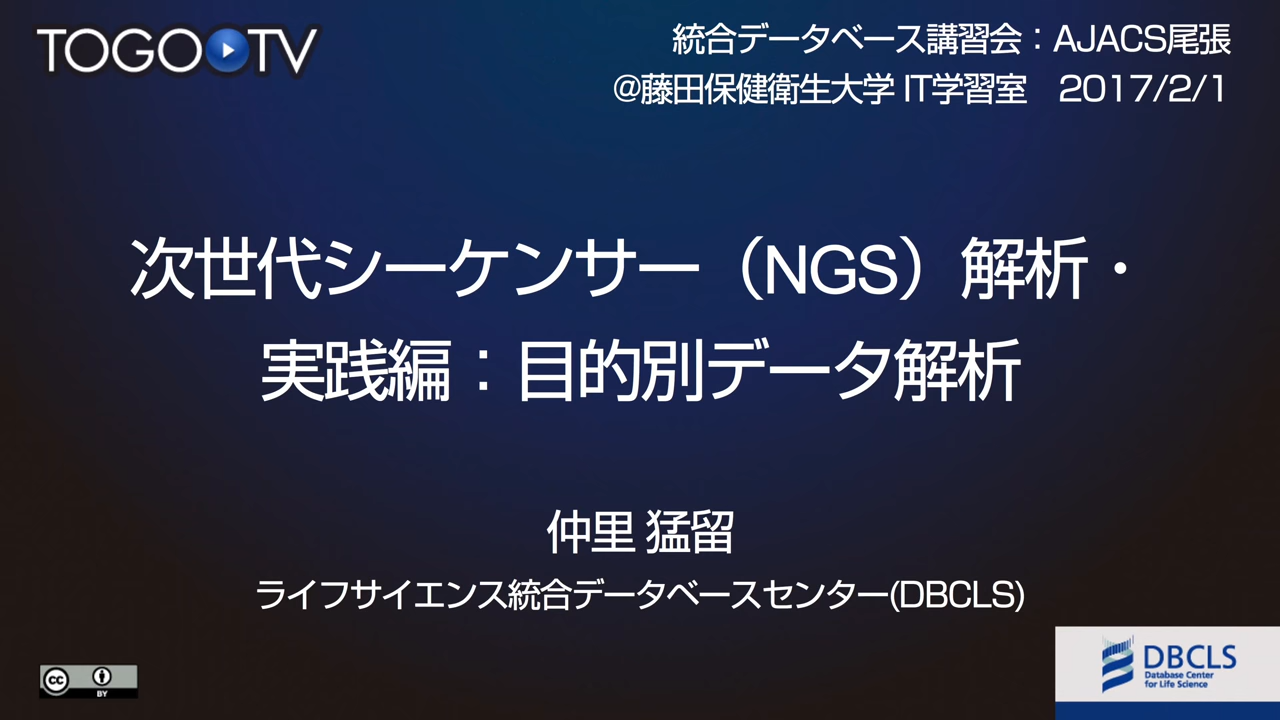 TOGO TV
統合データベース講習会：AJACS尾張
@藤田保健衛生大学 IT学習室　2017/2/1
次世代シーケンサー（NGS）解析・
実践編：目的別データ解析
仲里 猛留
ライフサイエンス統合データベースセンター(DBCLS)
cc
BY
DBCLS
Database Center
for Life Science